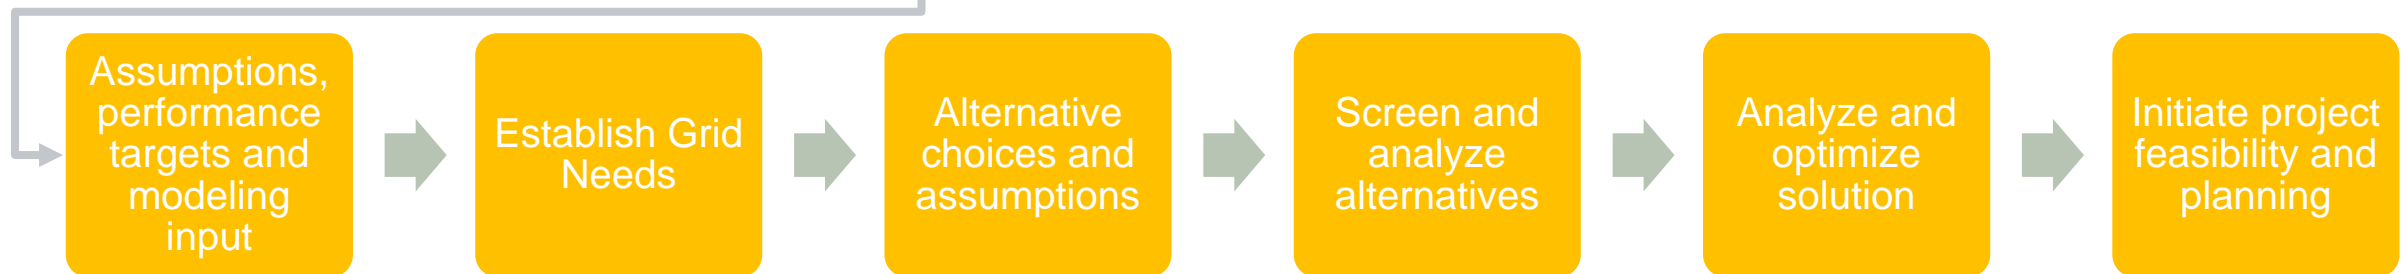 Assumptions,
performance
targets and
modeling
input
Establish Grid
Needs
Alternative
choices and
assumptions
Screen and
analyze
alternatives
Analyze and
optimize
solution
Initiate project
feasibility and
planning